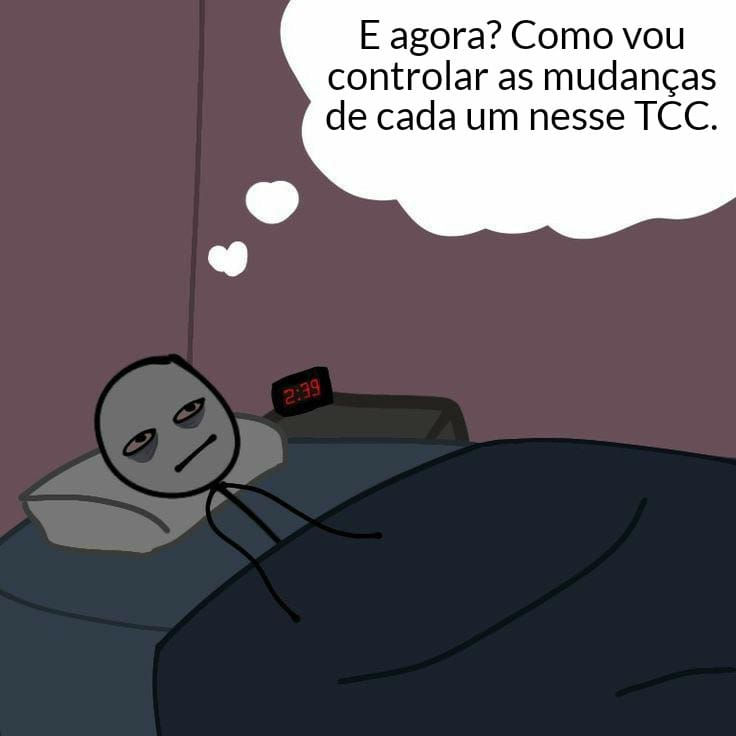 E agora? Como vou
controlar as mudanças
de cada um nesse TCC.
2:39